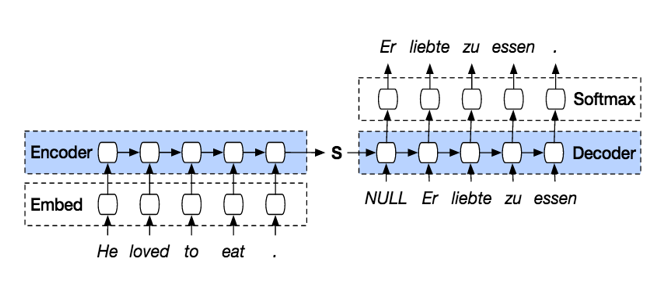 Er liebte zu essen .
Softmax
Encoder
S
Decoder
Embed
NULL Er liebte zu essen
He loved to eat .